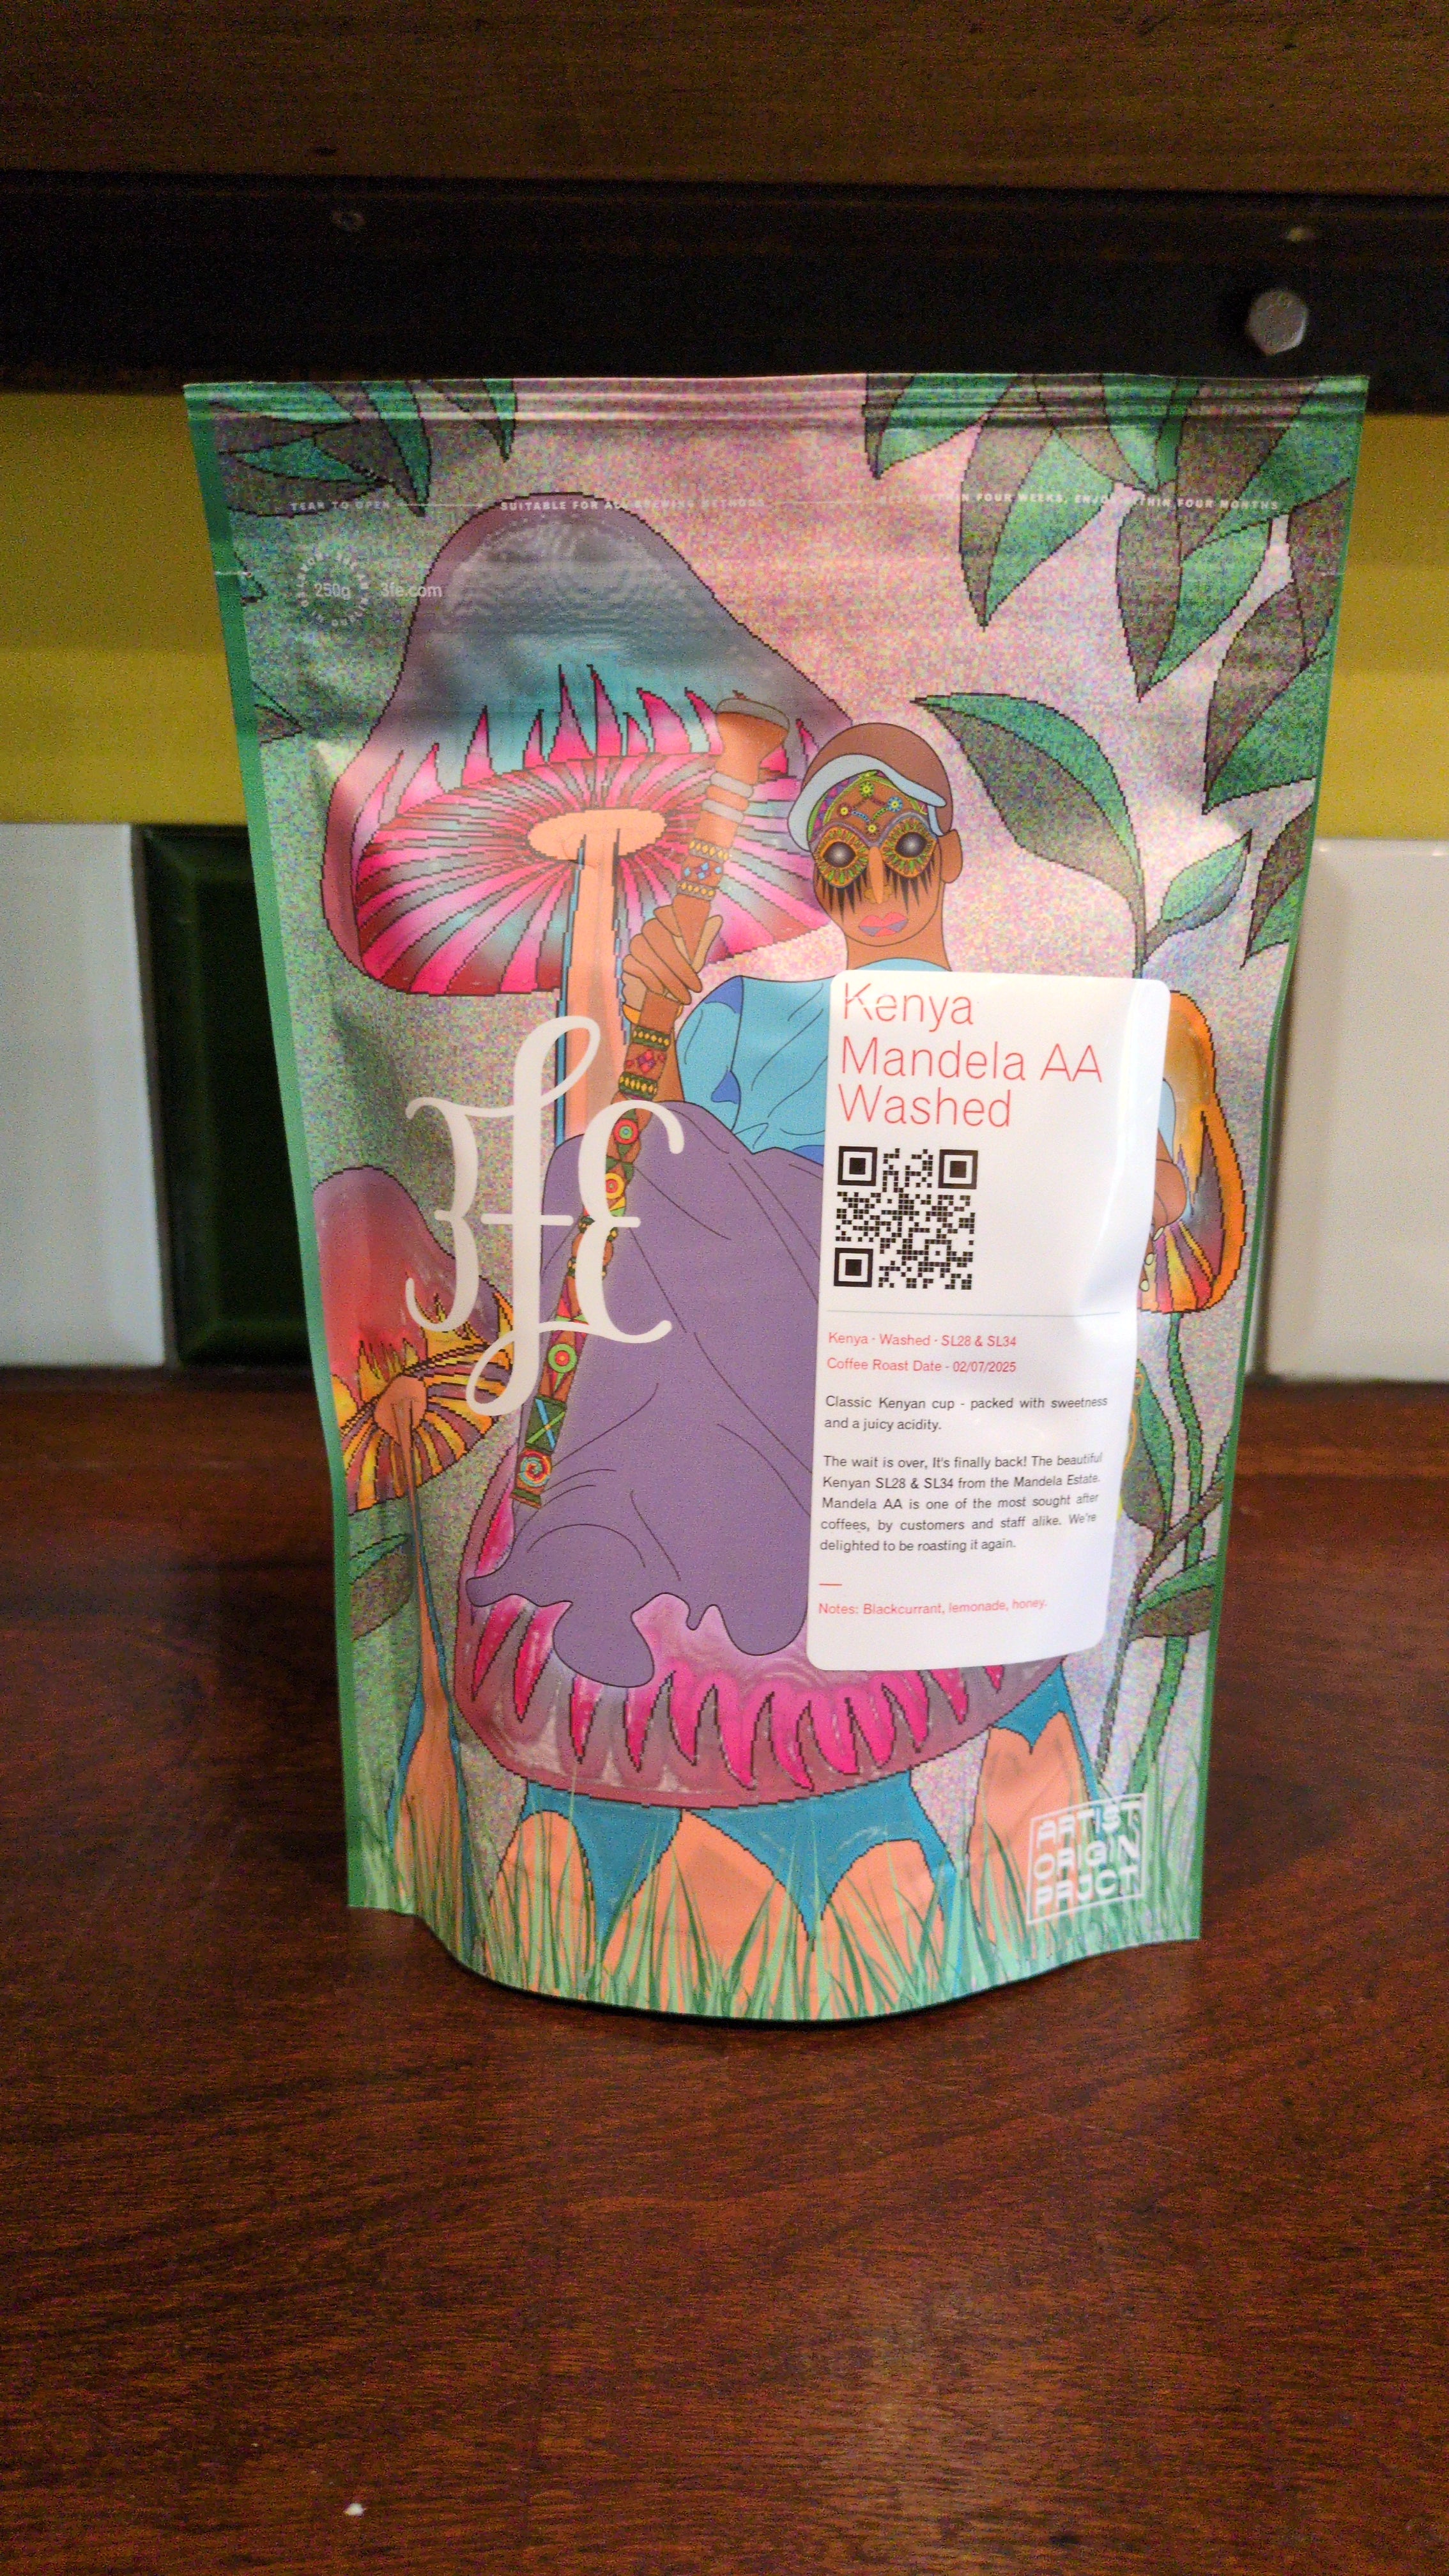 TEAR TO OPEN
SUITABLE FOR ALL BREWING METHODS
BEST WITHIN FOUR WEEKS, ENJOY WITHIN FOUR MONTHS
250g
3fe.com
3fE
Kenya
Mandela AA
Washed
Kenya - Washed - SL28 & SL34
Coffee Roast Date - 02/07/2025
Classic Kenyan cup - packed with sweetness
and a juicy acidity.
The wait is over, It's finally back! The beautiful
Kenyan SL28 & SL34 from the Mandela Estate.
Mandela AA is one of the most sought after
coffees, by customers and staff alike. We're
delighted to be roasting it again.
Notes: Blackcurrant, lemonade, honey.
ARTIST
ORIGIN
PRJCT